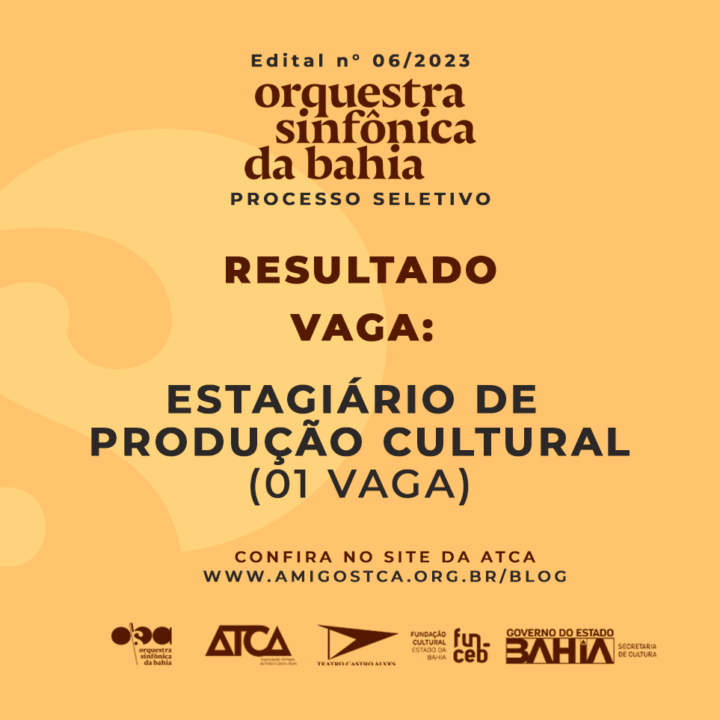 Edital nº 06/2023
orquestra
sinfônica
da bahia
PROCESSO SELETIVO
RESULTADO
VAGA:
ESTAGIÁRIO DE
PRODUÇÃO CULTURAL
(01 VAGA)
CONFIRA NO SITE DA ATCA
WWW.AMIGOSTCA.ORG.BR/BLOG
orquestra
sinfônica
da bahia
ATCA
TEATRO CASTRO ALVES
FUNDAÇÃO
CULTURAL
ESTADO DA
BAHIA
fun
ceb
GOVERNO DO ESTADO
BAHIA
SECRETARIA
DE CULTURA